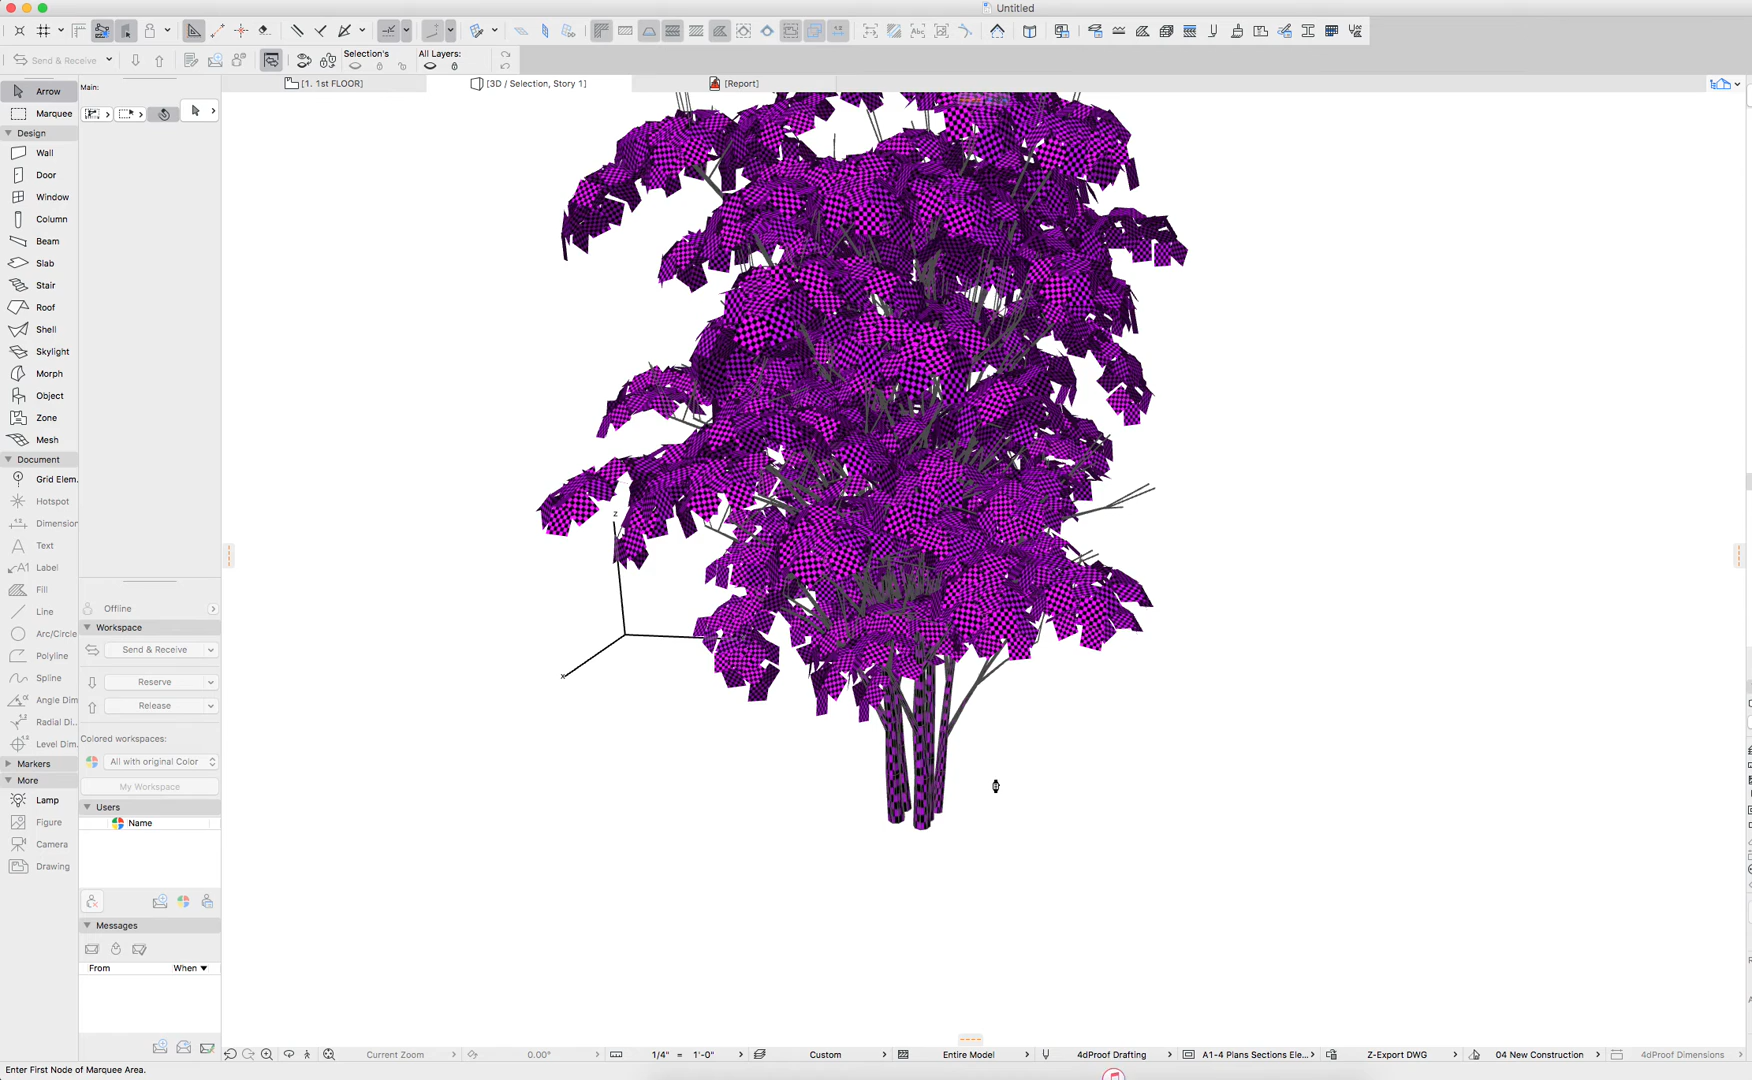 Untitled
Send & Receive
Selection's
All Layers:
Arrow
Marquee
Design
Wall
Door
Window
Column
Beam
Slab
Stair
Roof
Shell
Skylight
Morph
Object
Zone
Mesh
Document
Grid Elem.
Hotspot
Dimension
Text
Label
Fill
Line
Arc/Circle
Polyline
Spline
Angle Dim
Radial Di..
Level Dim.
Markers
More
Lamp
Figure
Camera
Drawing
Main:
Offline
Workspace
Send & Receive
Reserve
Release
Colored workspaces:
All with original Color
My Workspace
Users
Name
Messages
From When
[1. 1st FLOOR]
[3D / Selection, Story 1]
[Report]
z
x
Current Zoom
0.00°
1/4" = 1'-0"
Custom
Entire Model
4dProof Drafting
A1-4 Plans Sections Ele...
Z-Export DWG
04 New Construction
4dProof Dimensions
Enter First Node of Marquee Area.